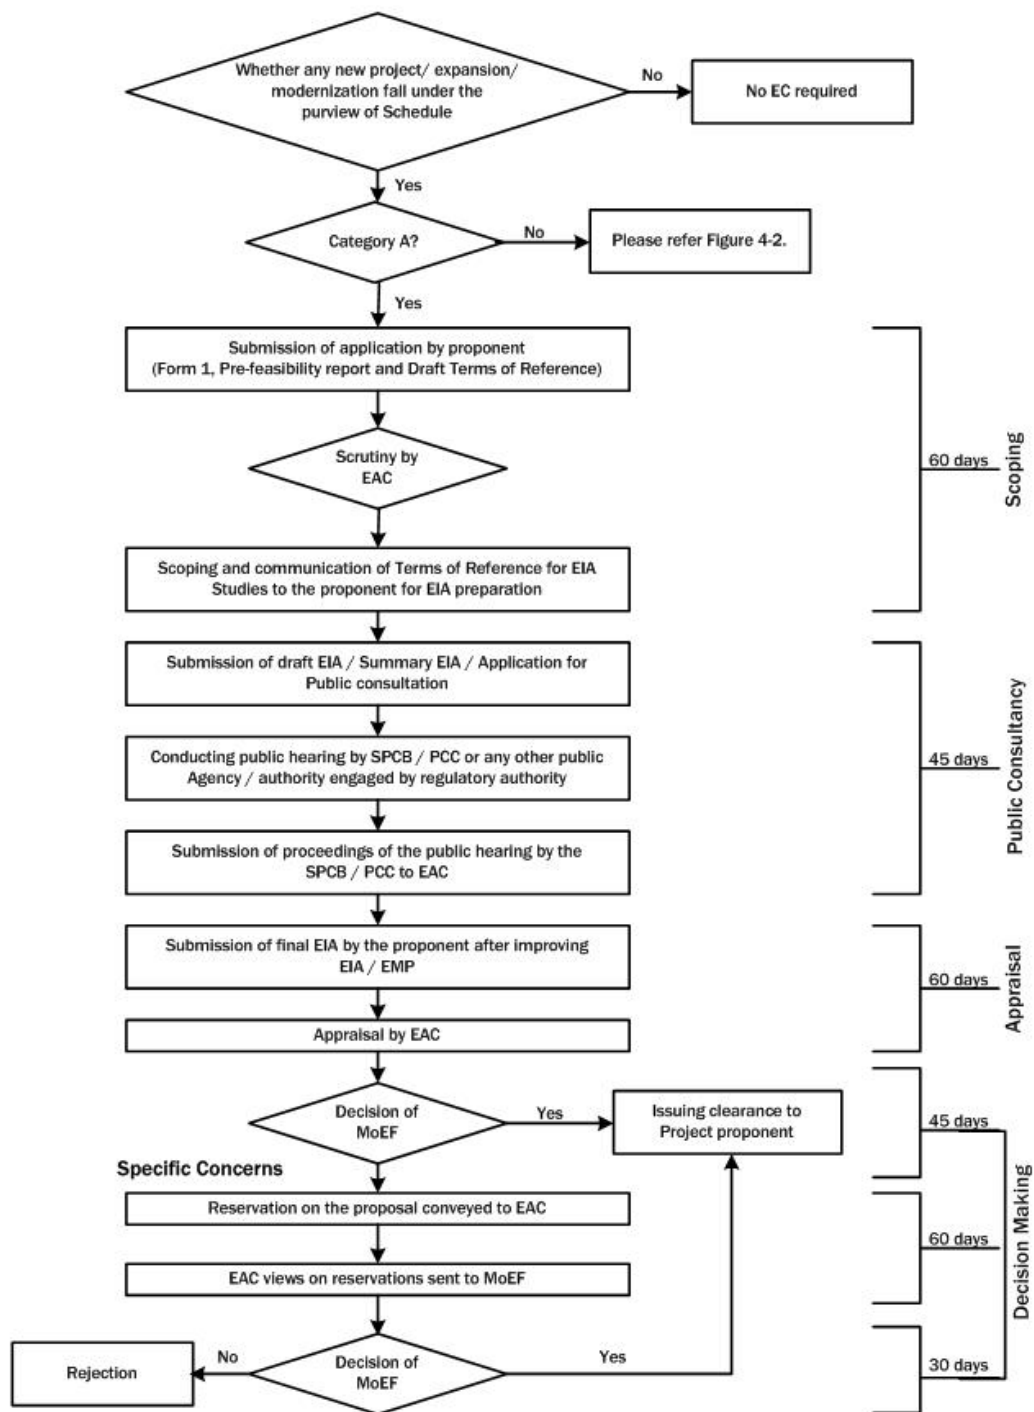 Whether any new project/ expansion/
modernization fall under the
purview of Schedule
No
No EC required
Yes
Category A?
No
Please refer Figure 4-2.
Yes
Submission of application by proponent
(Form 1, Pre-feasibility report and Draft Terms of Reference)
Scrutiny by
EAC
60 days
Scoping
Scoping and communication of Terms of Reference for EIA
Studies to the proponent for EIA preparation
Submission of draft EIA / Summary EIA / Application for
Public consultation
Conducting public hearing by SPCB / PCC or any other public
Agency / authority engaged by regulatory authority
45 days
Public Consultancy
Submission of proceedings of the public hearing by the
SPCB / PCC to EAC
Submission of final EIA by the proponent after improving
EIA / EMP
60 days
Appraisal
Appraisal by EAC
Decision of
MoEF
Yes
Issuing clearance to
Project proponent
45 days
Specific Concerns
Reservation on the proposal conveyed to EAC
60 days
Decision Making
EAC views on reservations sent to MoEF
Decision of
MoEF
No
Rejection
Yes
30 days